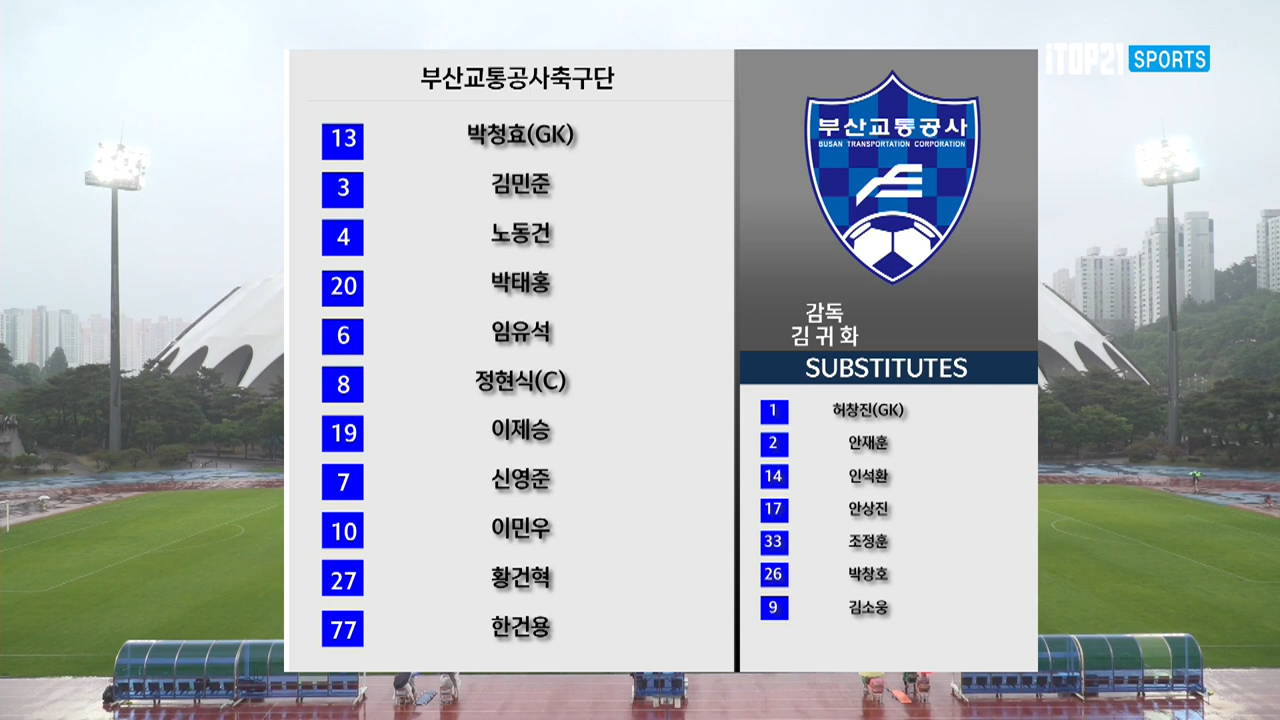 iTOP21 SPORTS
부산교통공사축구단
13 박청효(GK)
3 김민준
4 노동건
20 박태홍
6 임유석
8 정현식(C)
19 이제승
7 신영준
10 이민우
27 황건혁
77 한건용
부산교통공사
BUSAN TRANSPORTATION CORPORATION
감독
김 귀 화
SUBSTITUTES
1 허창진(GK)
2 안재훈
14 인석환
17 안상진
33 조정훈
26 박창호
9 김소웅